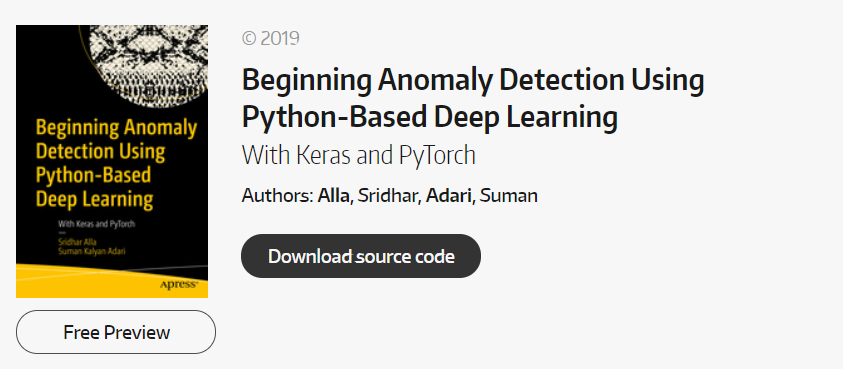 Beginning Anomaly
Detection Using
Python-Based
Deep Learning
With Keras and PyTorch
Sridhar Alla
Suman Kalyan Adari
Apress®
Free Preview
© 2019
Beginning Anomaly Detection Using
Python-Based Deep Learning
With Keras and PyTorch
Authors: Alla, Sridhar, Adari, Suman
Download source code